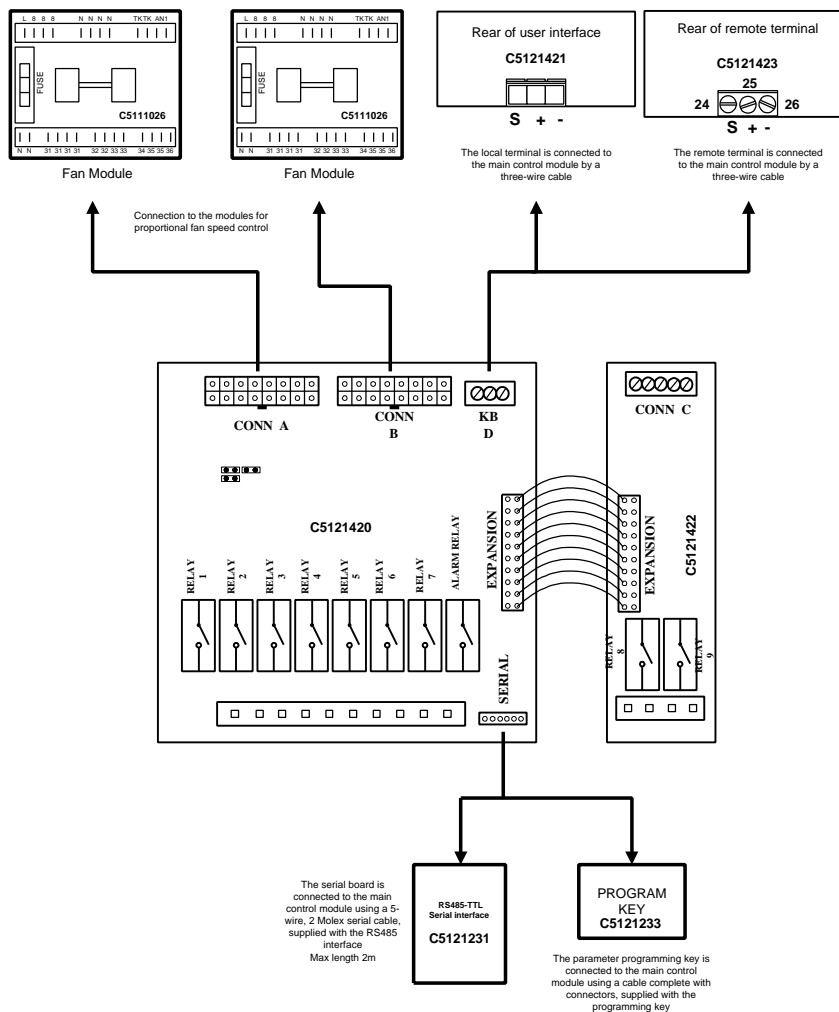 L 8 8 8 N N N N TKTK AN1
FUSE
C5111026
N N 31 31 31 31 32 32 33 33 34 35 35 36
Fan Module
L 8 8 8 N N N N TKTK AN1
FUSE
C5111026
N N 31 31 31 31 32 32 33 33 34 35 35 36
Fan Module
Rear of user interface
C5121421
S + -
The local terminal is connected to
the main control module by a
three-wire cable
Rear of remote terminal
C5121423
25
24 26
S + -
The remote terminal is connected
to the main control module by a
three-wire cable
Connection to the modules for
proportional fan speed control
CONN A
CONN
B
KB
D
CONN C
C5121420
EXPANSION
EXPANSION
C5121422
RELAY
1
RELAY
2
RELAY
3
RELAY
4
RELAY
5
RELAY
6
RELAY
7
ALARM RELAY
RELAY
8
RELAY
9
SERIAL
The serial board is
connected to the main
control module using a 5-
wire, 2 Molex serial cable,
supplied with the RS485
interface
Max length 2m
RS485-TTL
Serial interface
C5121231
PROGRAM
KEY
C5121233
The parameter programming key is
connected to the main control
module using a cable complete with
connectors, supplied with the
programming key